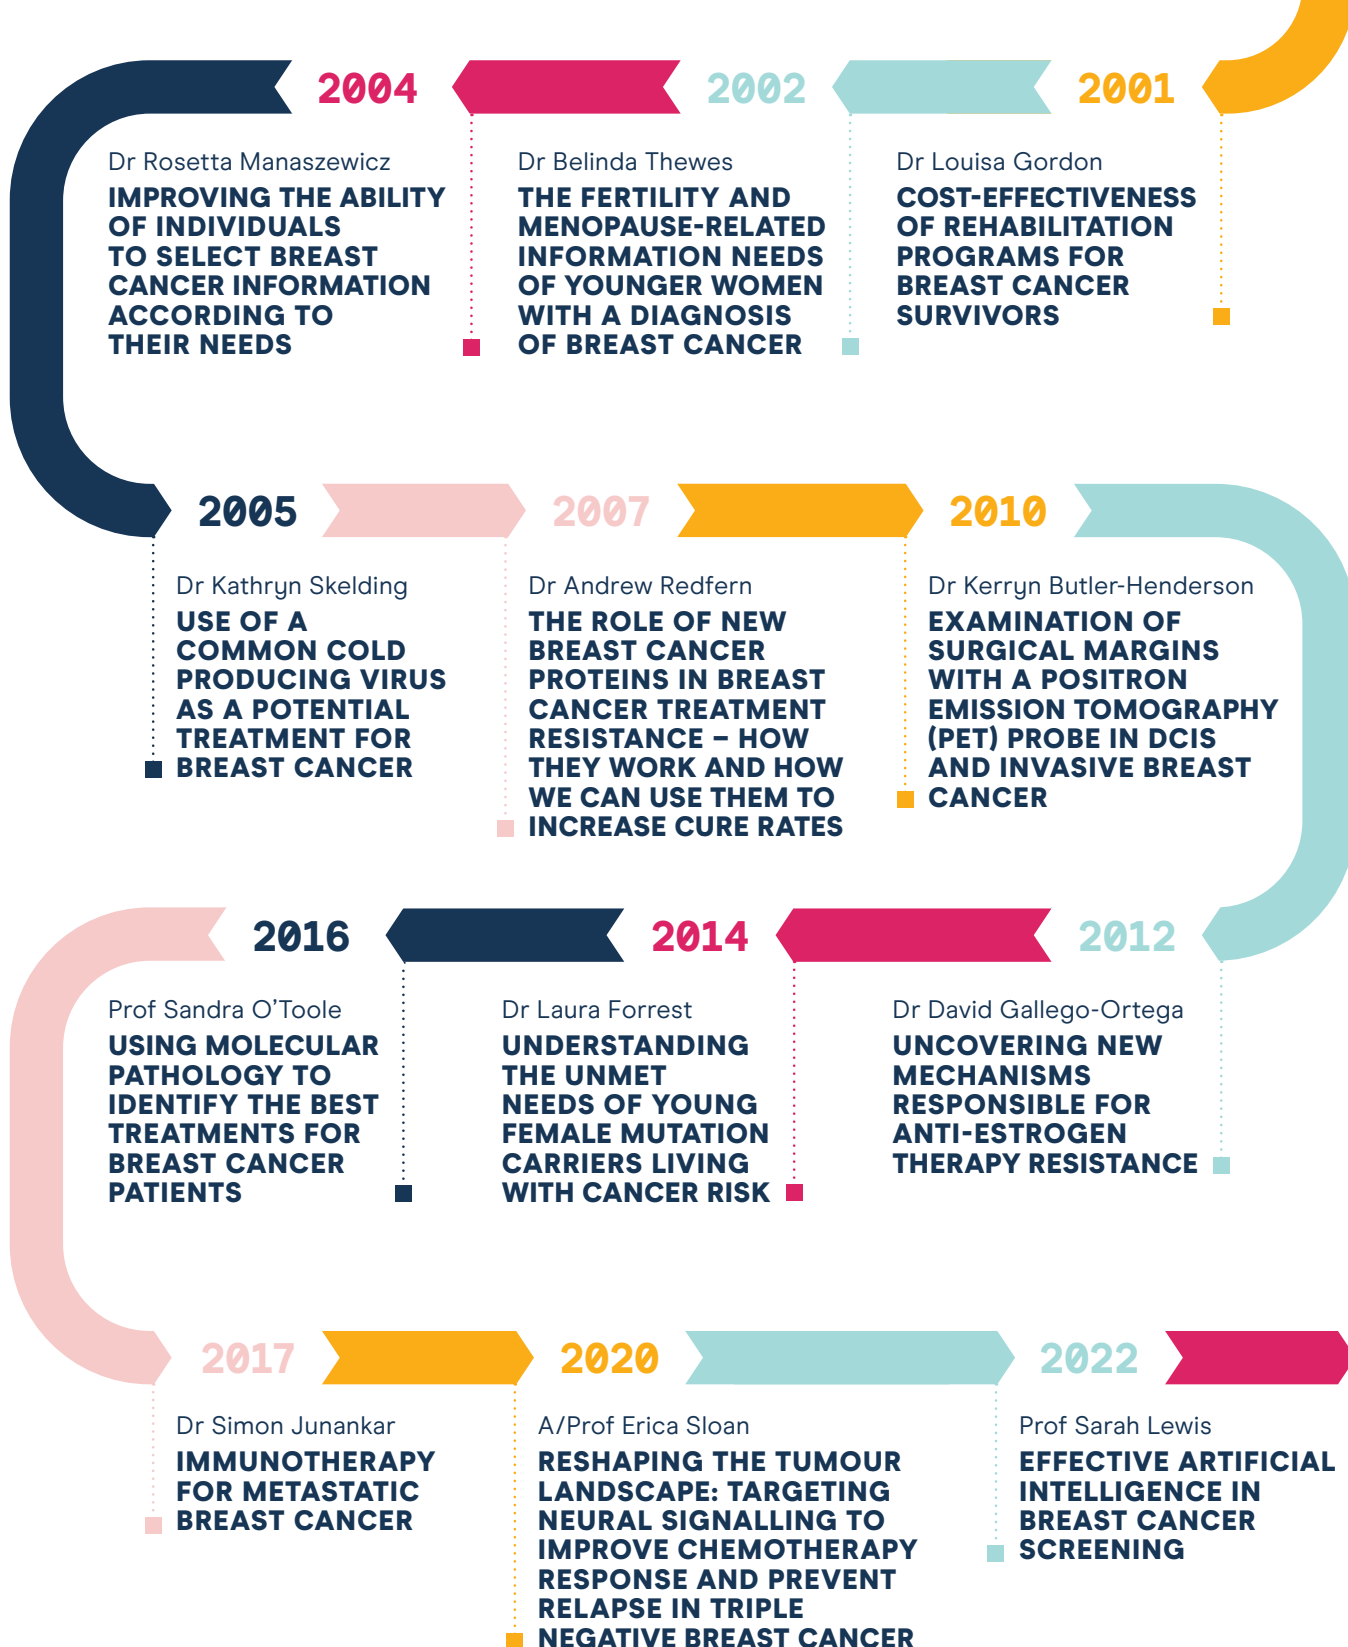 2004
Dr Rosetta Manaszewicz
IMPROVING THE ABILITY
OF INDIVIDUALS
TO SELECT BREAST
CANCER INFORMATION
ACCORDING TO
THEIR NEEDS
2002
Dr Belinda Thewes
THE FERTILITY AND
MENOPAUSE-RELATED
INFORMATION NEEDS
OF YOUNGER WOMEN
WITH A DIAGNOSIS
OF BREAST CANCER
2001
Dr Louisa Gordon
COST-EFFECTIVENESS
OF REHABILITATION
PROGRAMS FOR
BREAST CANCER
SURVIVORS
2005
Dr Kathryn Skelding
USE OF A
COMMON COLD
PRODUCING VIRUS
AS A POTENTIAL
TREATMENT FOR
BREAST CANCER
2007
Dr Andrew Redfern
THE ROLE OF NEW
BREAST CANCER
PROTEINS IN BREAST
CANCER TREATMENT
RESISTANCE – HOW
THEY WORK AND HOW
WE CAN USE THEM TO
INCREASE CURE RATES
2010
Dr Kerryn Butler-Henderson
EXAMINATION OF
SURGICAL MARGINS
WITH A POSITRON
EMISSION TOMOGRAPHY
(PET) PROBE IN DCIS
AND INVASIVE BREAST
CANCER
2016
Prof Sandra O’Toole
USING MOLECULAR
PATHOLOGY TO
IDENTIFY THE BEST
TREATMENTS FOR
BREAST CANCER
PATIENTS
2014
Dr Laura Forrest
UNDERSTANDING
THE UNMET
NEEDS OF YOUNG
FEMALE MUTATION
CARRIERS LIVING
WITH CANCER RISK
2012
Dr David Gallego-Ortega
UNCOVERING NEW
MECHANISMS
RESPONSIBLE FOR
ANTI-ESTROGEN
THERAPY RESISTANCE
2017
Dr Simon Junankar
IMMUNOTHERAPY
FOR METASTATIC
BREAST CANCER
2020
A/Prof Erica Sloan
RESHAPING THE TUMOUR
LANDSCAPE: TARGETING
NEURAL SIGNALLING TO
IMPROVE CHEMOTHERAPY
RESPONSE AND PREVENT
RELAPSE IN TRIPLE
NEGATIVE BREAST CANCER
2022
Prof Sarah Lewis
EFFECTIVE ARTIFICIAL
INTELLIGENCE IN
BREAST CANCER
SCREENING